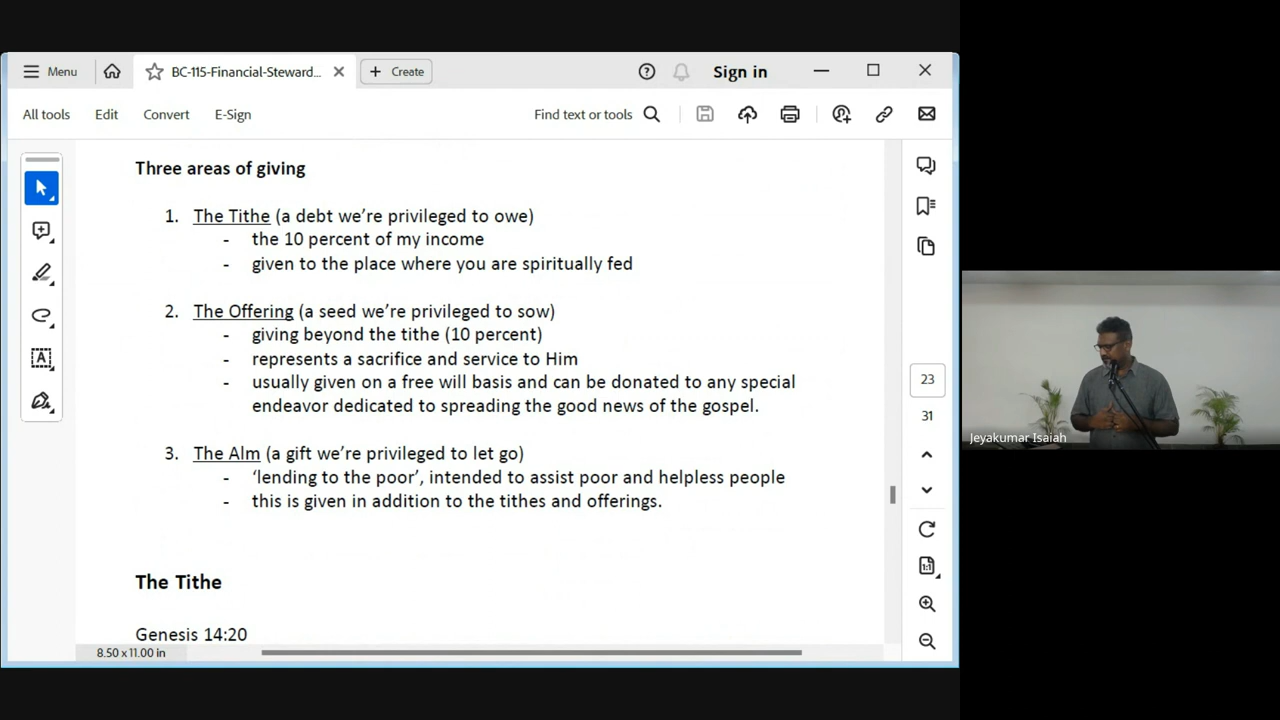 Menu
BC-115-Financial-Steward...
Create
Sign in
All tools
Edit
Convert
E-Sign
Find text or tools
Three areas of giving
1. The Tithe (a debt we're privileged to owe)
- the 10 percent of my income
- given to the place where you are spiritually fed
2. The Offering (a seed we're privileged to sow)
- giving beyond the tithe (10 percent)
- represents a sacrifice and service to Him
- usually given on a free will basis and can be donated to any special
endeavor dedicated to spreading the good news of the gospel.
3. The Alm (a gift we're privileged to let go)
- ‘lending to the poor’, intended to assist poor and helpless people
- this is given in addition to the tithes and offerings.
The Tithe
Genesis 14:20
8.50 x 11.00 in
23
31
1:1
Jeyakumar Isaiah